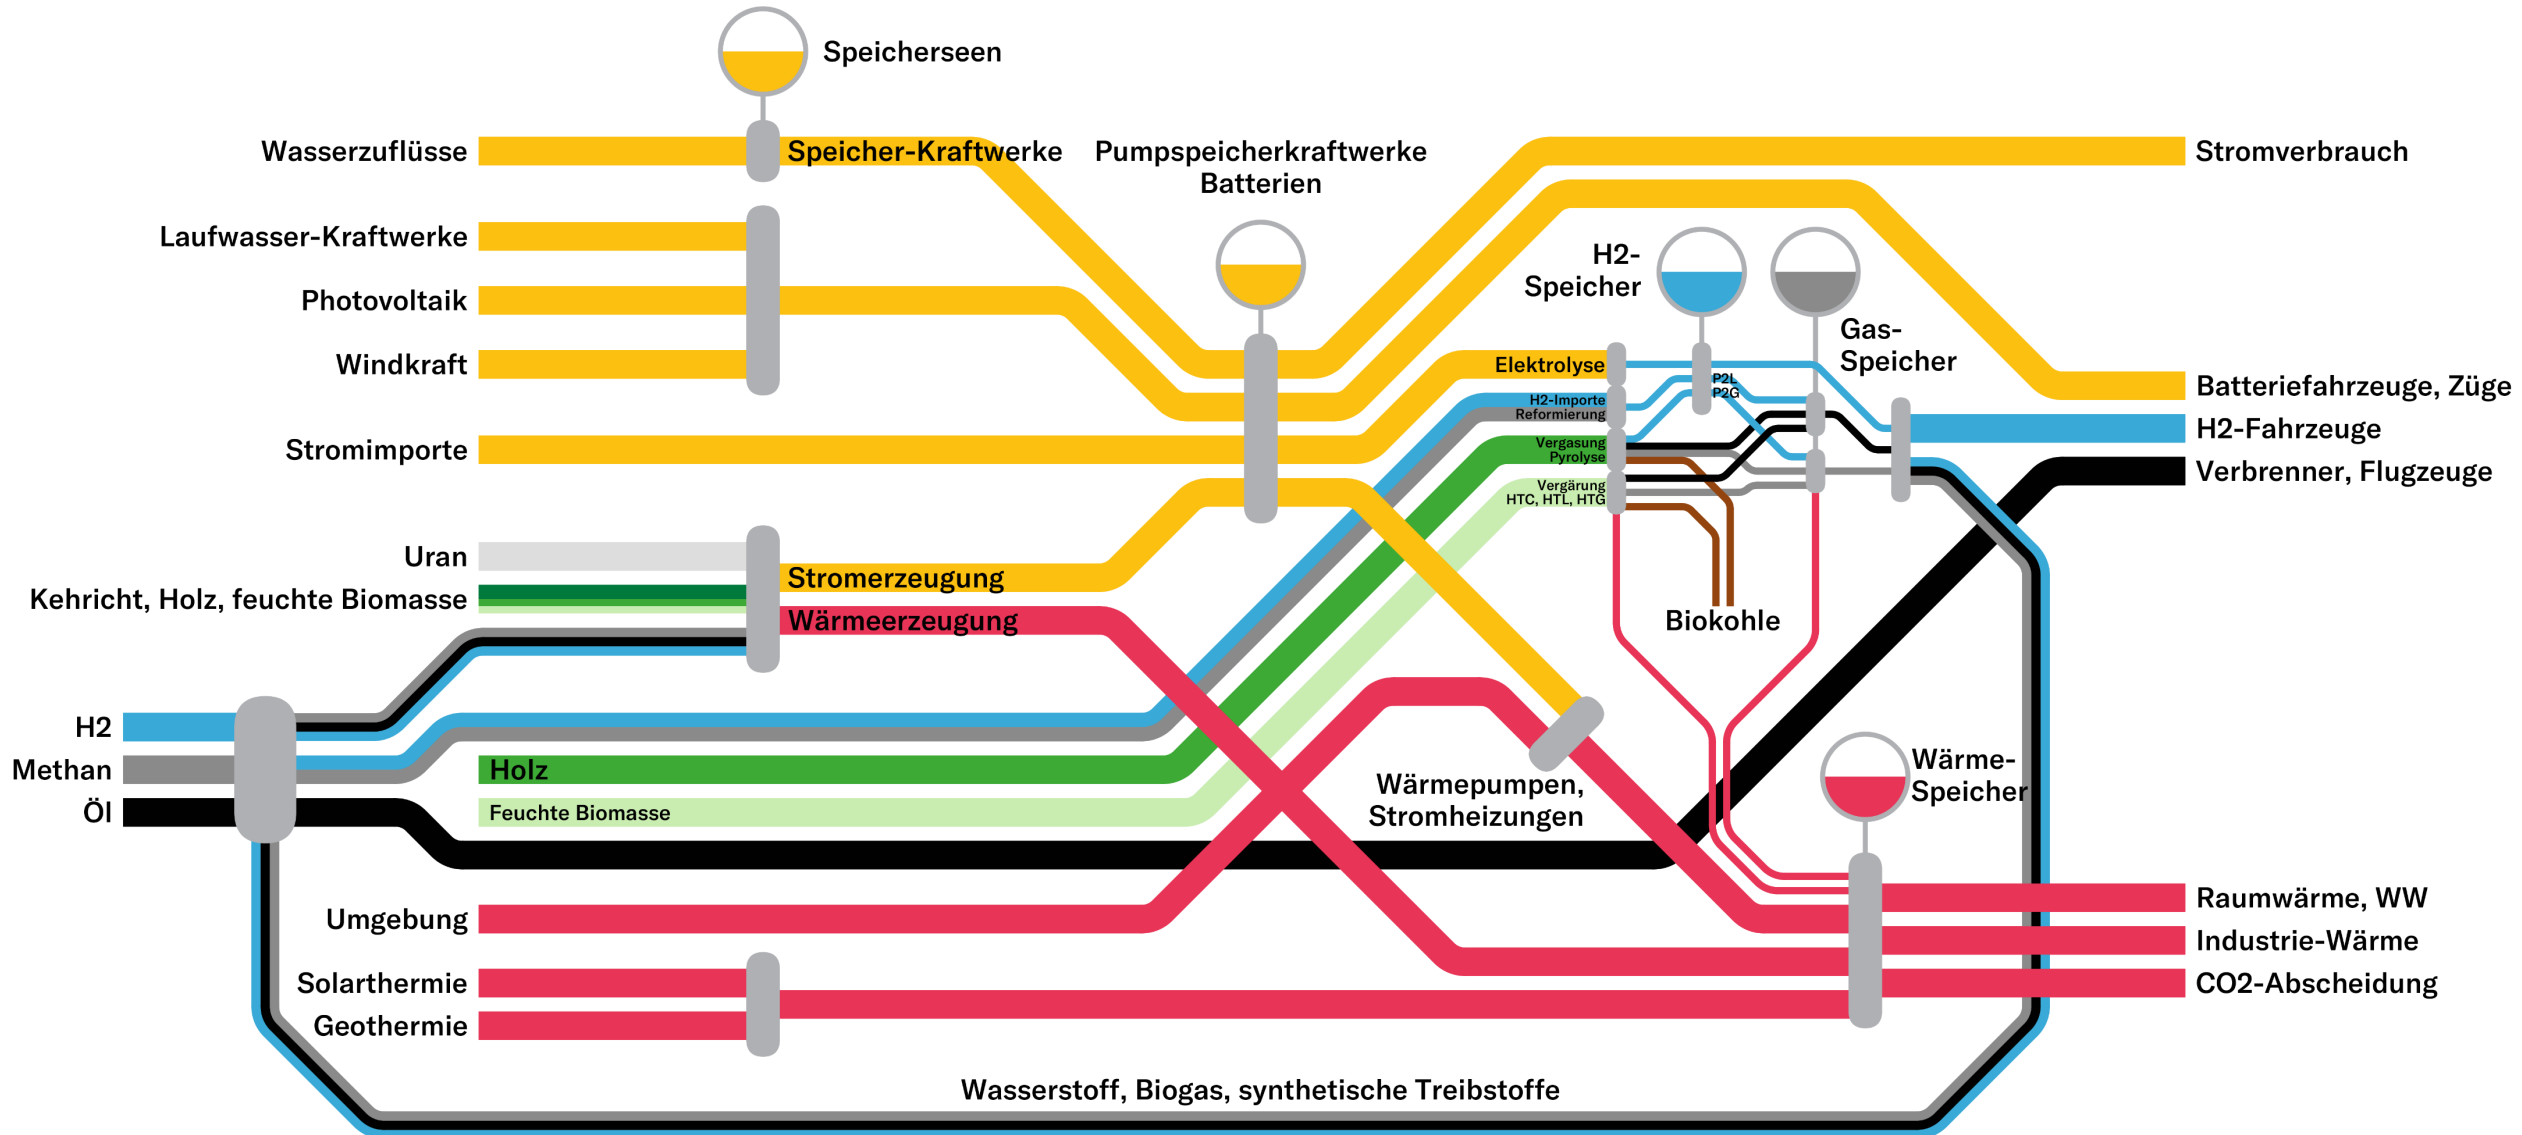 Speicherseen
Wasserzuflüsse
Speicher-Kraftwerke
Pumpspeicherkraftwerke
Batterien
Stromverbrauch
Laufwasser-Kraftwerke
Photovoltaik
Windkraft
H2-
Speicher
Gas-
Speicher
Elektrolyse
P2L
P2G
H2-Importe
Reformierung
Batteriefahrzeuge, Züge
H2-Fahrzeuge
Verbrenner, Flugzeuge
Stromimporte
Vergasung
Pyrolyse
Vergärung
HTC, HTL, HTG
Uran
Kehricht, Holz, feuchte Biomasse
Stromerzeugung
Wärmeerzeugung
Biokohle
H2
Methan
Öl
Holz
Feuchte Biomasse
Wärmepumpen,
Stromheizungen
Wärme-
Speicher
Umgebung
Solarthermie
Geothermie
Raumwärme, WW
Industrie-Wärme
CO2-Abscheidung
Wasserstoff, Biogas, synthetische Treibstoffe